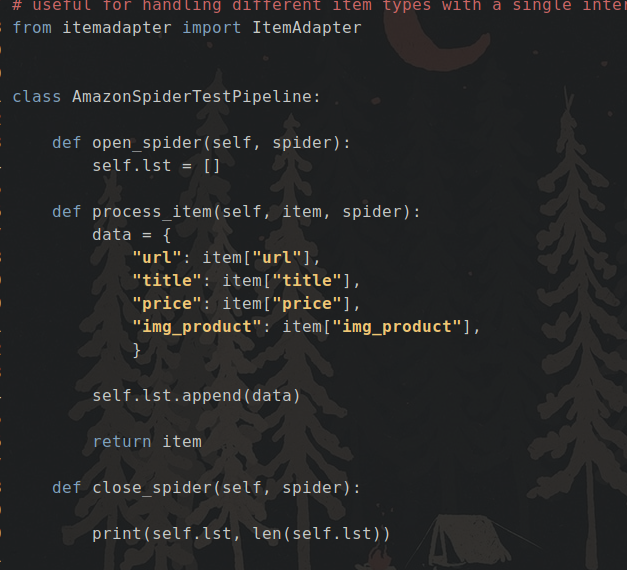 # useful for handling different item types with a single
from itemadapter import ItemAdapter
class AmazonSpiderTestPipeline:
def open_spider(self, spider):
self.lst = []
def process_item(self, item, spider):
data = {
"url": item["url"],
"title": item["title"],
"price": item["price"],
"img_product": item["img_product"],
}
self.lst.append(data)
return item
def close_spider(self, spider):
print(self.lst, len(self.lst))